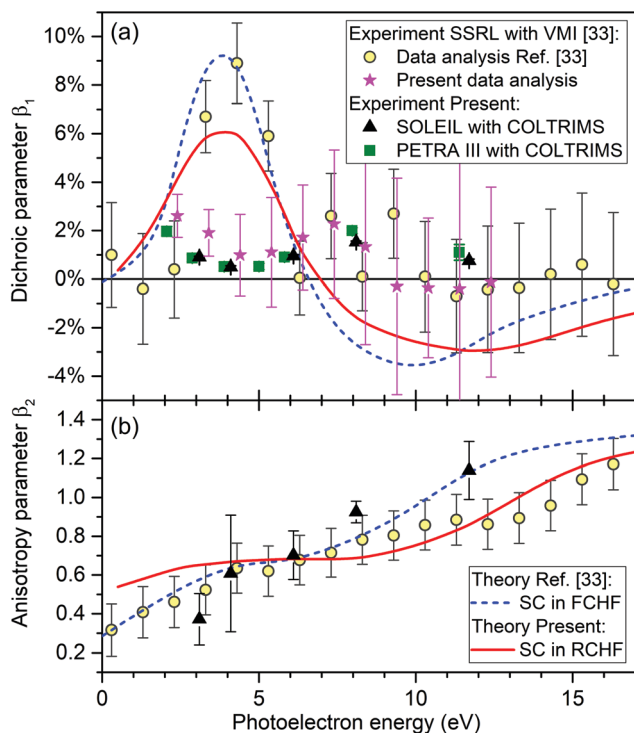 (a)
Experiment SSRL with VMI [33]:
Data analysis Ref. [33]
Present data analysis
Experiment Present:
SOLEIL with COLTRIMS
PETRA III with COLTRIMS
Dichroic parameter β₁
10%
8%
6%
4%
2%
0%
-2%
-4%
(b)
Anisotropy parameter β₂
1.4
1.2
1.0
0.8
0.6
0.4
0.2
Theory Ref. [33]:
SC in FCHF
Theory Present:
SC in RCHF
0 5 10 15
Photoelectron energy (eV)